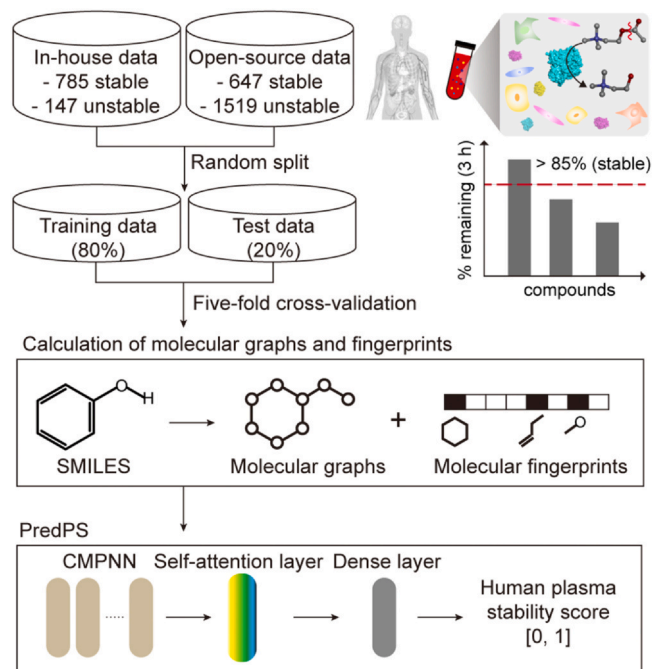 In-house data
- 785 stable
- 147 unstable
Open-source data
- 647 stable
- 1519 unstable
Random split
Training data
(80%)
Test data
(20%)
% remaining (3 h)
> 85% (stable)
compounds
Five-fold cross-validation
Calculation of molecular graphs and fingerprints
O
H
SMILES
+
Molecular graphs
Molecular fingerprints
PredPS
CMPNN
Self-attention layer
Dense layer
.....
Human plasma
stability score
[0, 1]